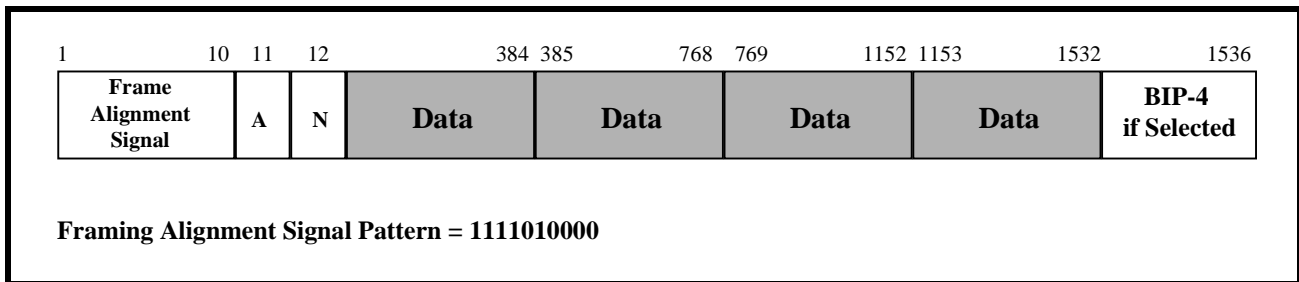 1 10 11 12 384 385 768 769 1152 1153 1532 1536
Frame Alignment Signal A N Data Data Data Data BIP-4 if Selected
Framing Alignment Signal Pattern = 1111010000